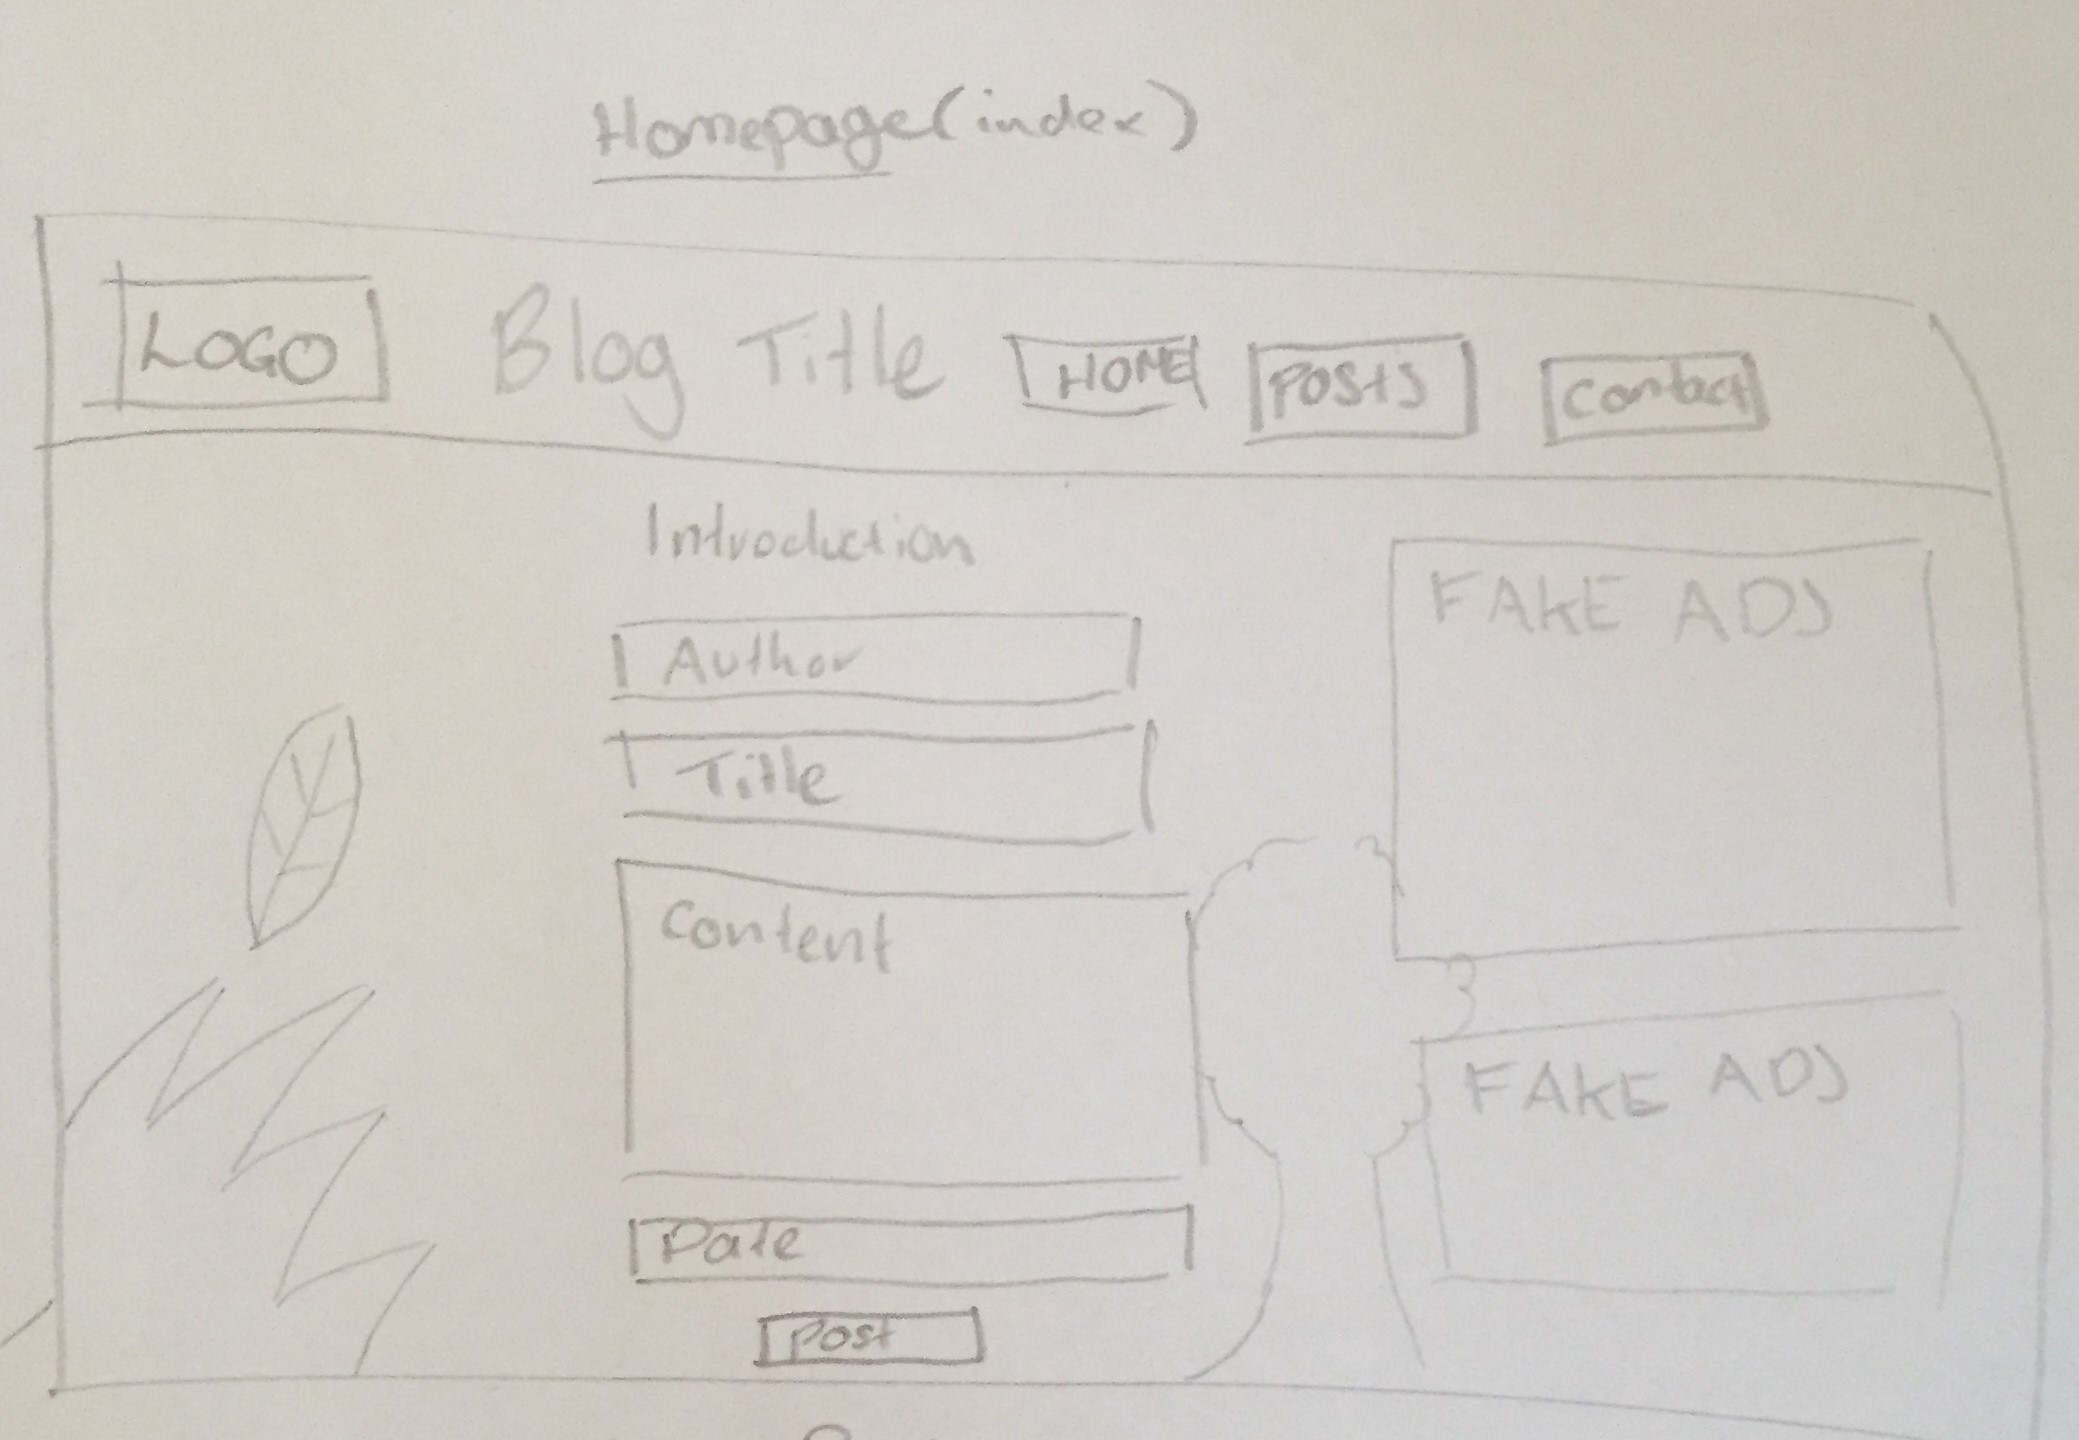 Homepage (index)
LOGO Blog Title HOME POSTS Contact
Introduction
FAKE ADS
Author
Title
Content
FAKE ADS
Date
Post